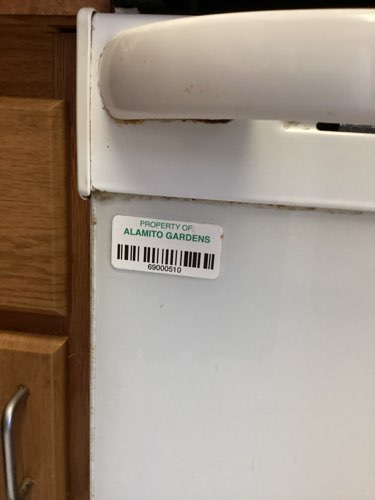 PROPERTY OF:
ALAMITO GARDENS
69000510